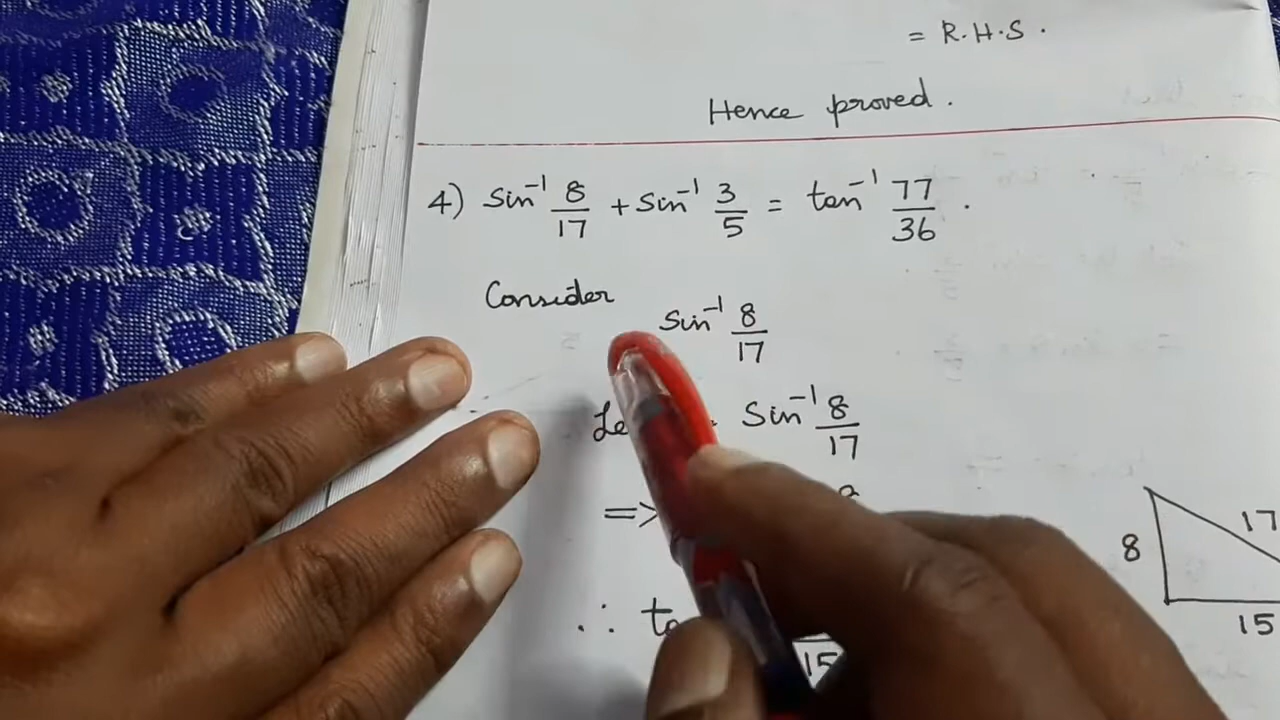 = R.H.S.
Hence proved.
4) sin⁻¹ 8/17 + sin⁻¹ 3/5 = tan⁻¹ 77/36.
Consider sin⁻¹ 8/17
Sin⁻¹ 8/17
=>
8 17
∴
15
15